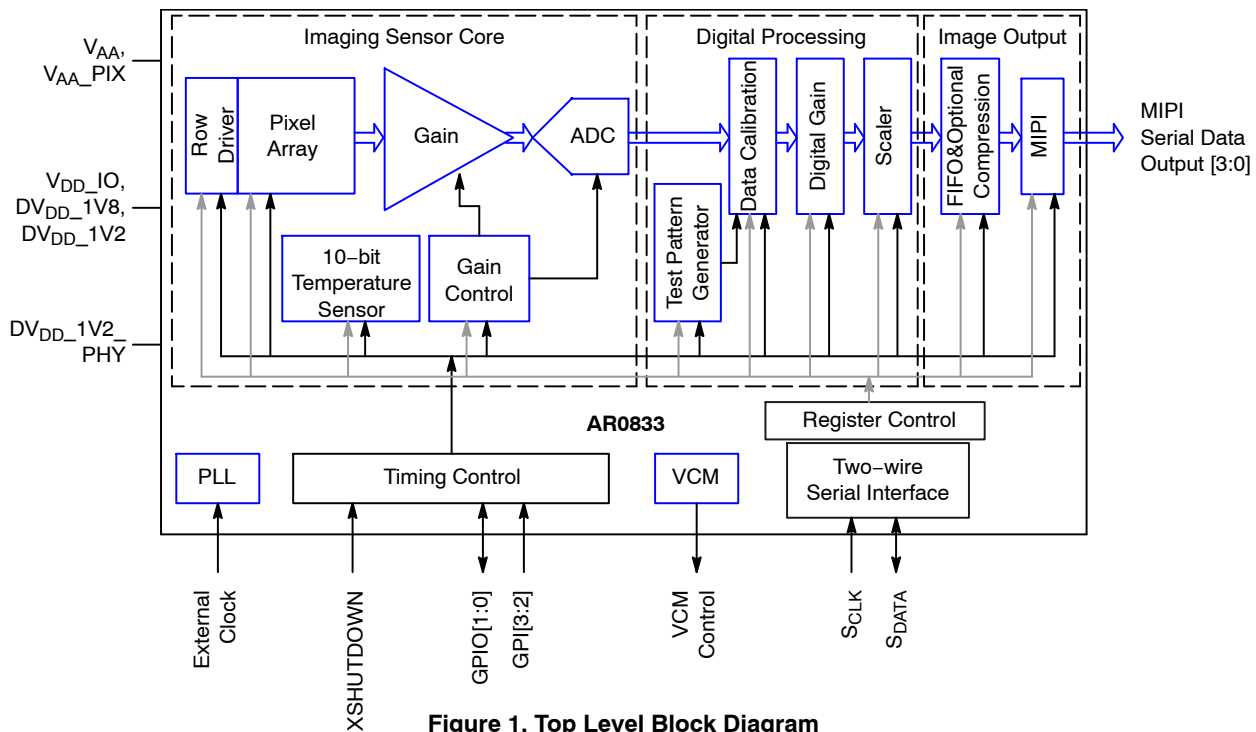 Imaging Sensor Core
Digital Processing
Image Output
VAA,
VAA_PIX
Row
Driver
Pixel
Array
Gain
ADC
Data Calibration
Digital Gain
Scaler
FIFO&Optional
Compression
MIPI
MIPI
Serial Data
Output [3:0]
VDD_IO,
DVDD_1V8,
DVDD_1V2
10−bit
Temperature
Sensor
Gain
Control
Test Pattern
Generator
DVDD_1V2_
PHY
AR0833
Register Control
PLL
Timing Control
VCM
Two−wire
Serial Interface
External
Clock
XSHUTDOWN
GPIO[1:0]
GPI[3:2]
VCM
Control
SCLK
SDATA
Figure 1. Top Level Block Diagram